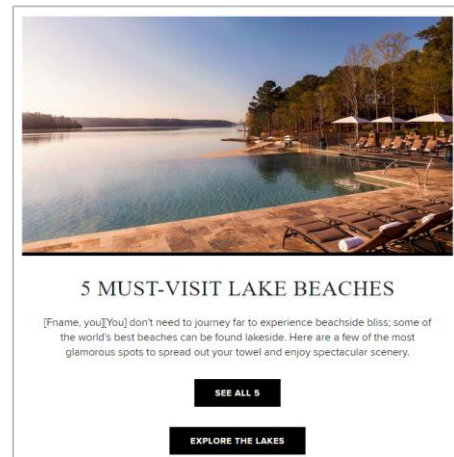 5 MUST-VISIT LAKE BEACHES
[Fname, you][You] don't need to journey far to experience beachside bliss; some of
the world's best beaches can be found lakeside. Here are a few of the most
glamorous spots to spread out your towel and enjoy spectacular scenery.
SEE ALL 5
EXPLORE THE LAKES